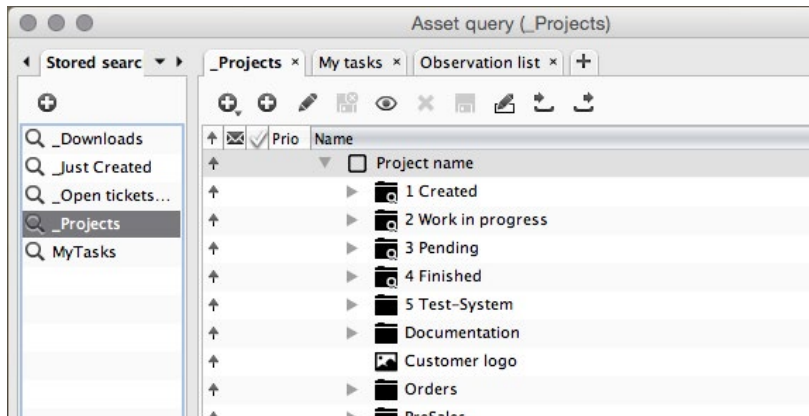 Asset query (_Projects)
Stored searc
_Projects × My tasks × Observation list × +
_Downloads
_Just Created
_Open tickets...
_Projects
MyTasks
Prio Name
Project name
1 Created
2 Work in progress
3 Pending
4 Finished
5 Test-System
Documentation
Customer logo
Orders
PreSales